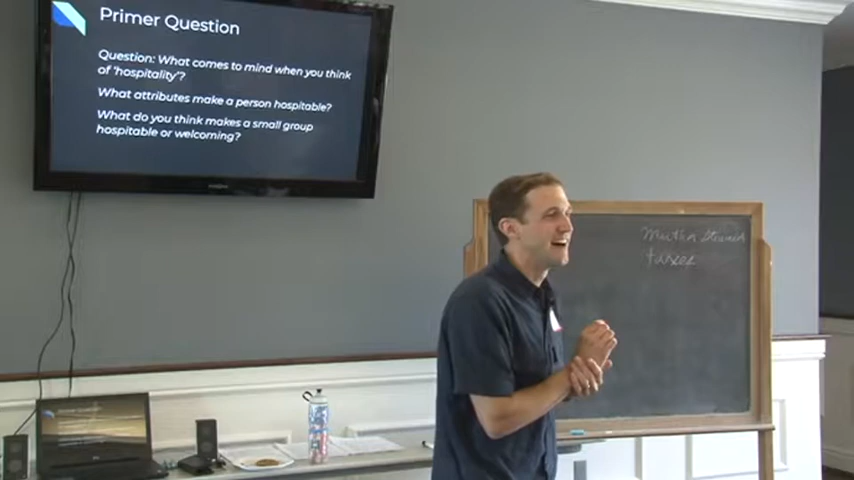 Primer Question
Question: What comes to mind when you think
of 'hospitality'?
What attributes make a person hospitable?
What do you think makes a small group
hospitable or welcoming?
taxes